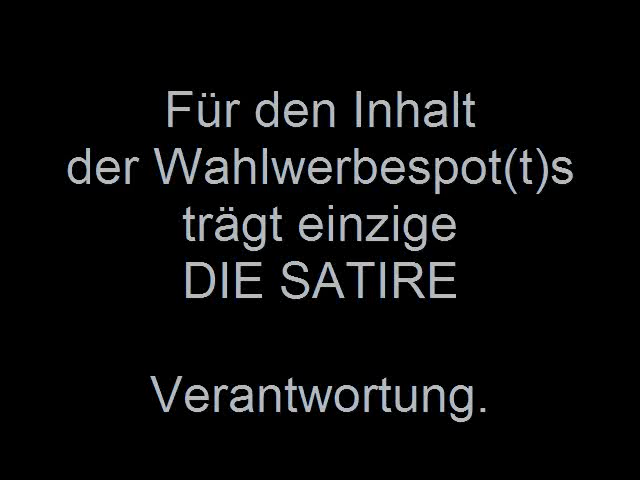 Für den Inhalt
der Wahlwerbespot(t)s
trägt einzige
DIE SATIRE
Verantwortung.